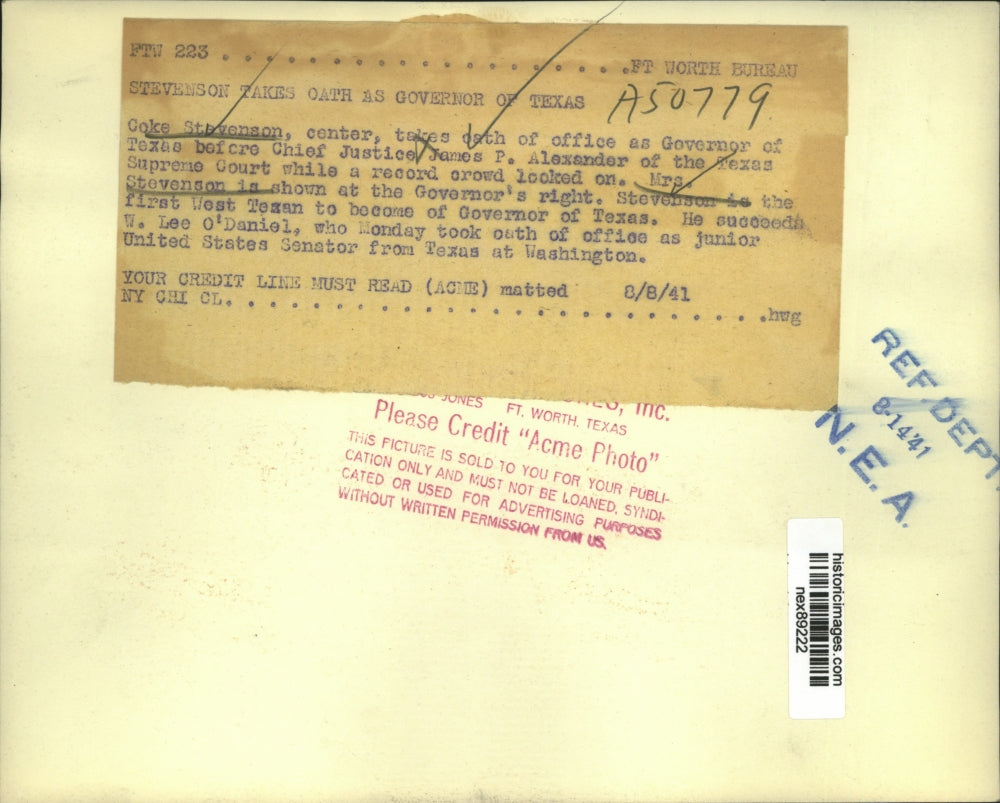 FTW 223 . . . . . . . . . . . . . . . . . . . . . .FT WORTH BUREAU
STEVENSON TAKES OATH AS GOVERNOR OF TEXAS
A50779
Coke Stevenson, center, takes oath of office as Governor of
Texas before Chief Justice James P. Alexander of the Texas
Supreme Court while a record crowd looked on. Mrs.
Stevenson is shown at the Governor's right. Stevenson is the
first West Texan to become of Governor of Texas. He succeeds
W. Lee O'Daniel, who Monday took oath of office as junior
United States Senator from Texas at Washington.
YOUR CREDIT LINE MUST READ (ACME) matted 8/8/41
NY CHI CL. . . . . . . . . . . . . . . . . . . . . . . . . . . .hwg
Inc.
JONES FT. WORTH, TEXAS
Please Credit "Acme Photo"
THIS PICTURE IS SOLD TO YOU FOR YOUR PUBLI-
CATION ONLY AND MUST NOT BE LOANED, SYNDI-
CATED OR USED FOR ADVERTISING PURPOSES
WITHOUT WRITTEN PERMISSION FROM US.
REF. DEPT.
8-14-41
N. E. A.
historicimages.com
nex89222